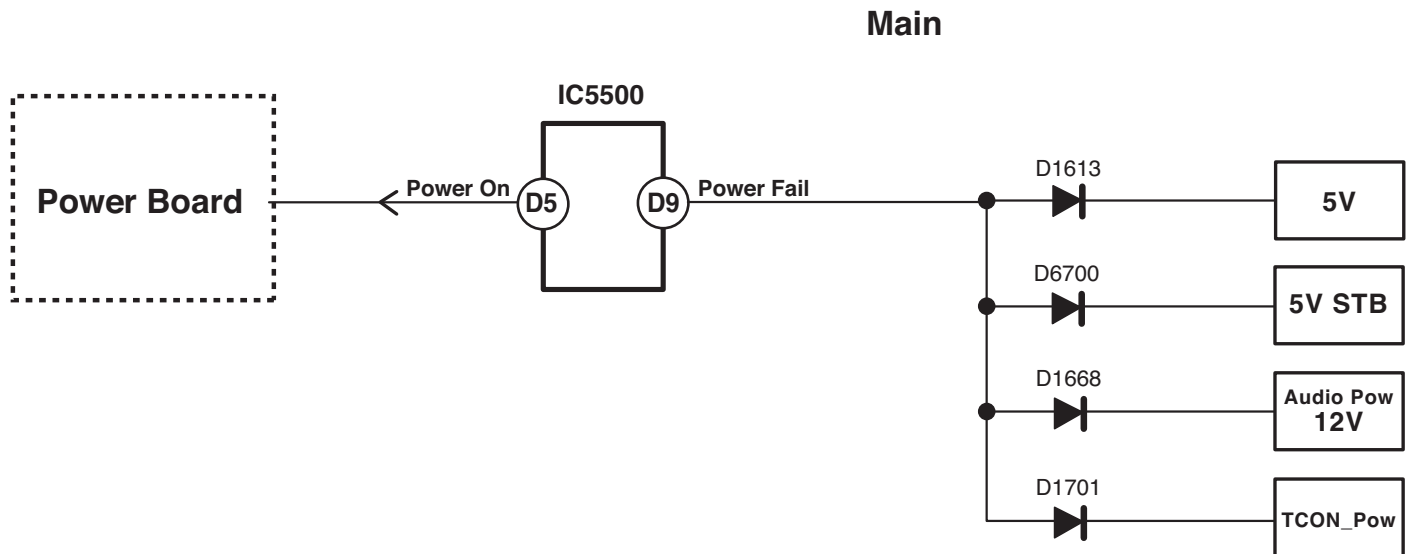 Main
IC5500
Power Board
Power On
D5
D9
Power Fail
D1613
5V
D6700
5V STB
D1668
Audio Pow
12V
D1701
TCON_Pow